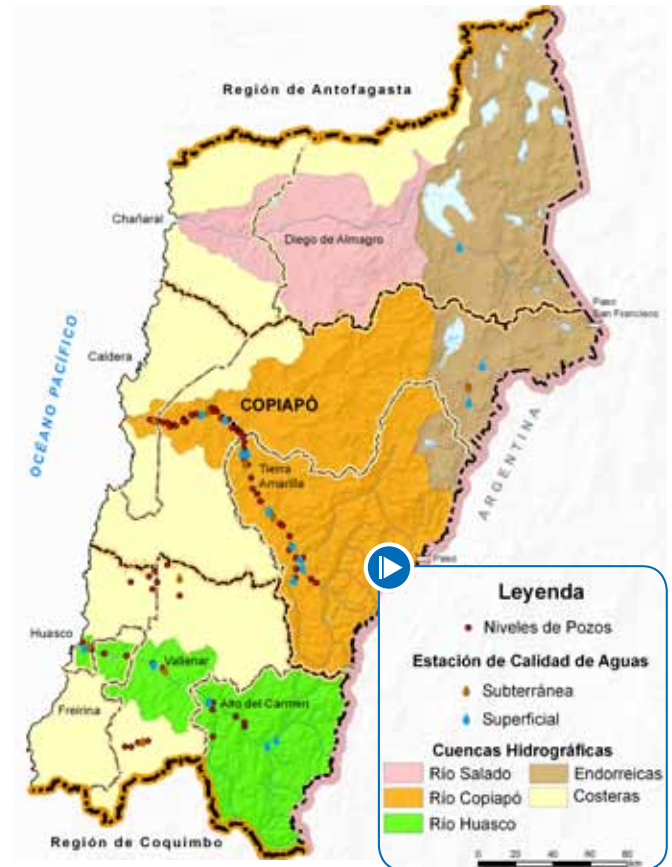 Región de Antofagasta
Chañaral
Diego de Almagro
Paso
San Francisco
Caldera
OCÉANO PACÍFICO
COPIAPÓ
ARGENTINA
Tierra
Amarilla
Paso
Huasco
Vallenar
Alto del Carmen
Freirina
Región de Coquimbo
Leyenda
Niveles de Pozos
Estación de Calidad de Aguas
Subterránea
Superficial
Cuencas Hidrográficas
Río Salado
Endorreicas
Río Copiapó
Costeras
Río Huasco
0 20 40 60 80